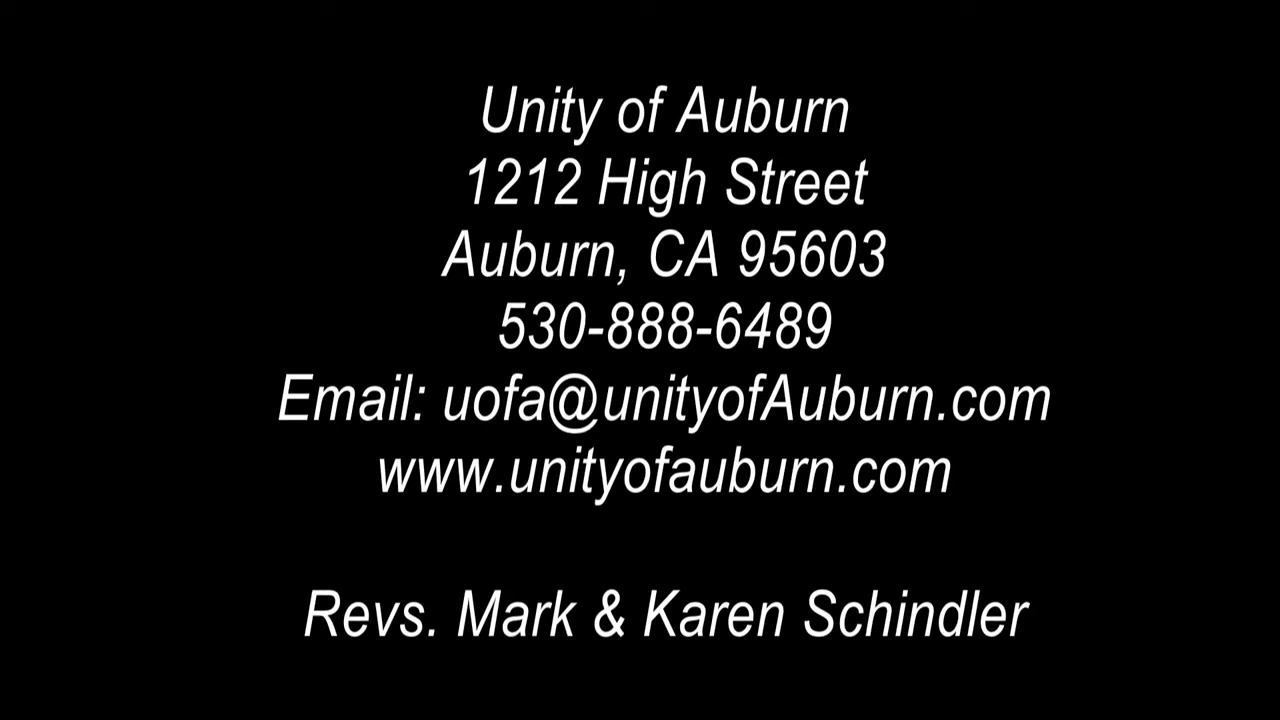 Unity of Auburn
1212 High Street
Auburn, CA 95603
530-888-6489
Email: uofa@unityofAuburn.com
www.unityofauburn.com
Revs. Mark & Karen Schindler